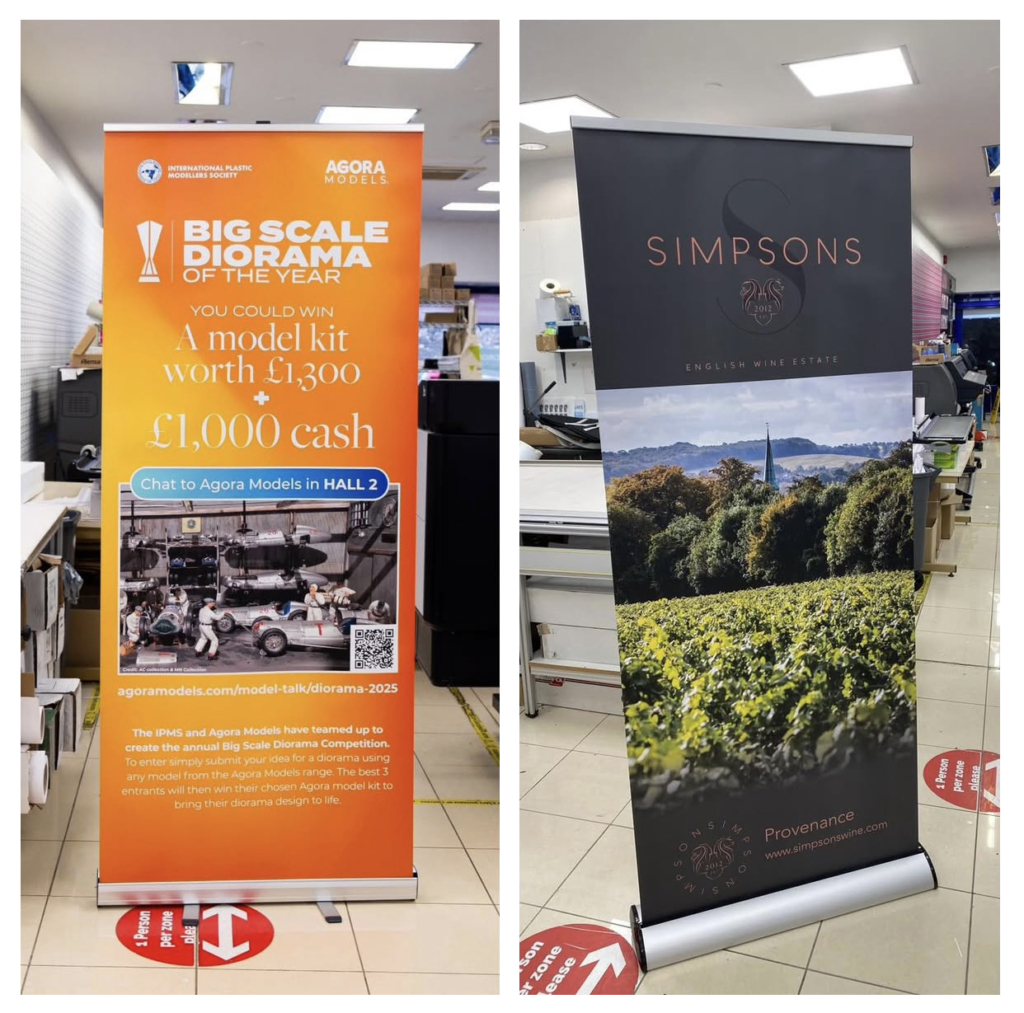 INTERNATIONAL PLASTIC
MODELLERS SOCIETY
AGORA
MODELS
BIG SCALE
DIORAMA
OF THE YEAR
YOU COULD WIN
A model kit
worth £1,300
+
£1,000 cash
Chat to Agora Models in HALL 2
agoramodels.com/model-talk/diorama-2025
The IPMS and Agora Models have teamed up to
create the annual Big Scale Diorama Competition.
To enter simply submit your idea for a diorama using
any model from the Agora Models range. The best 3
entrants will then win their chosen Agora model kit to
bring their diorama design to life.
1 Person
per zone
plea
S
SIMPSONS
2012
ENGLISH WINE ESTATE
Provenance
www.simpsonswine.com
SIMPSONSIMPSON
2012
1 Person
per zone
please
son
er zone
lease